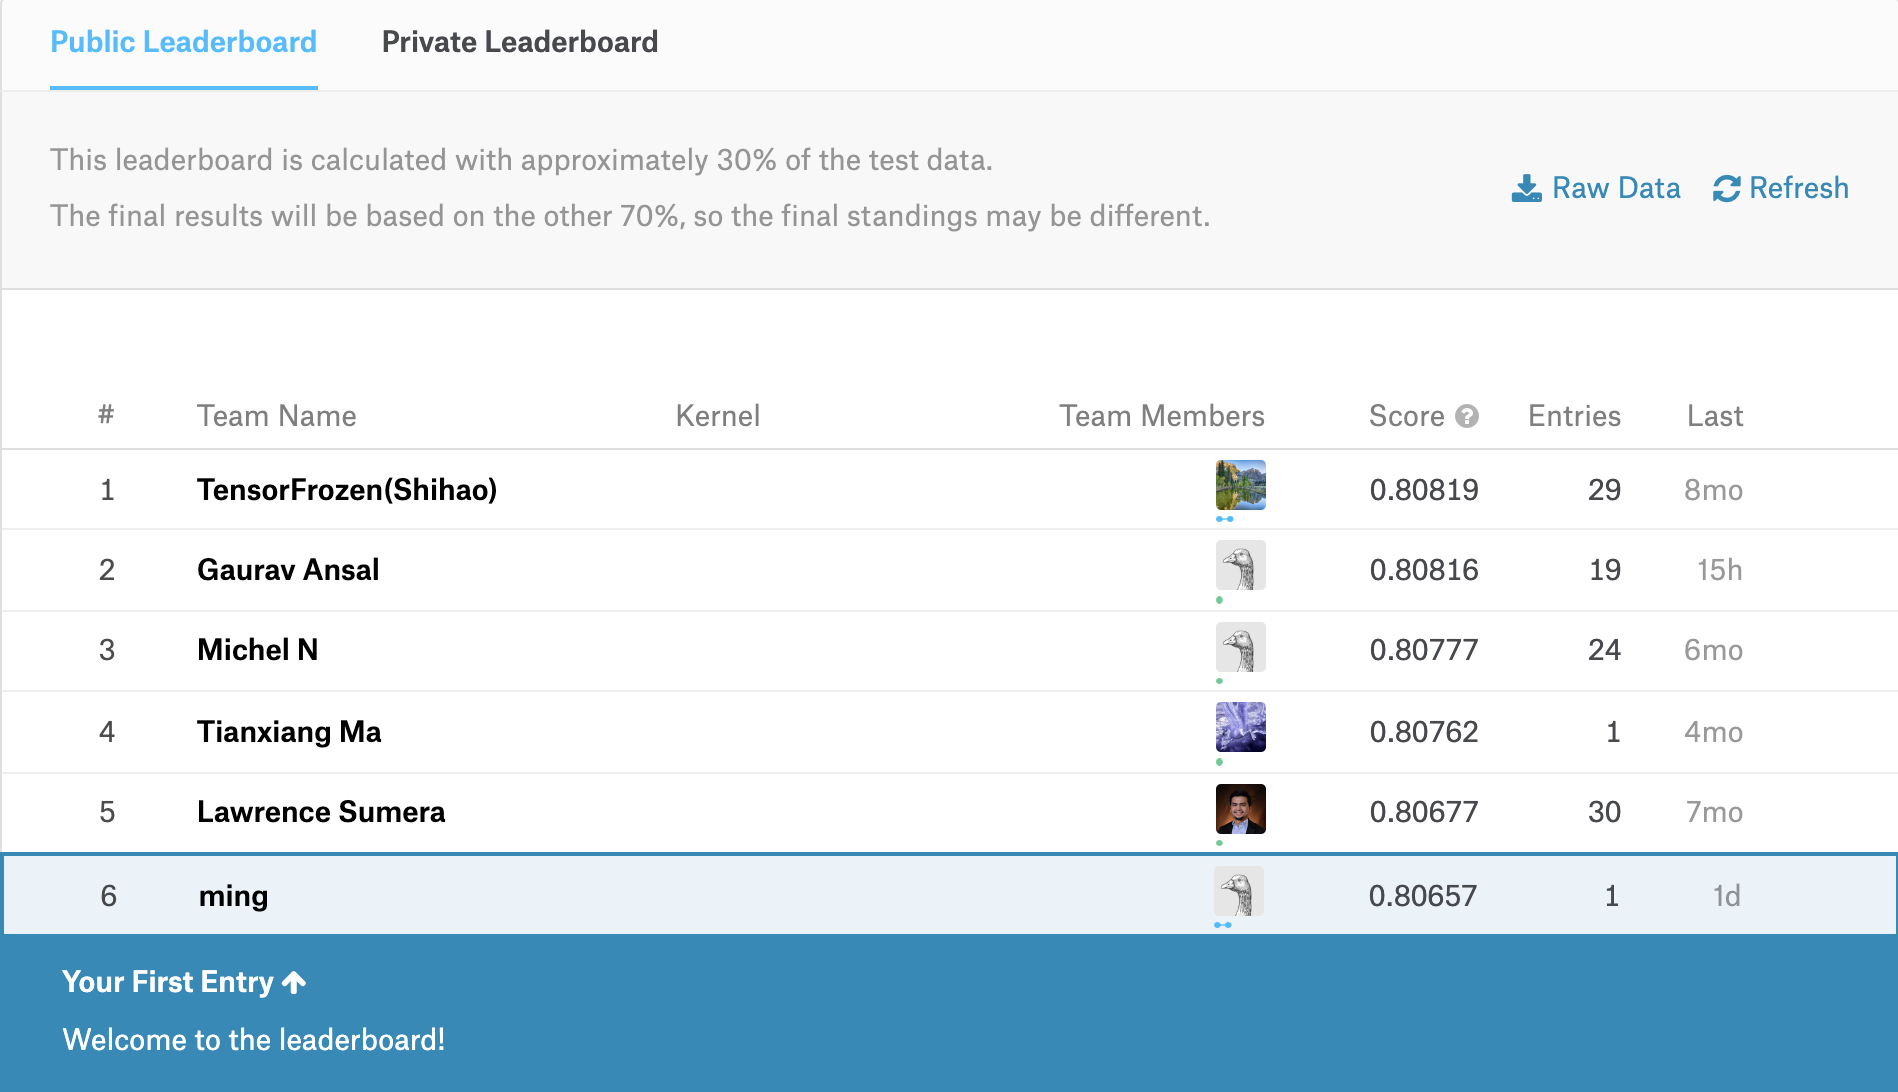 Public Leaderboard Private Leaderboard
This leaderboard is calculated with approximately 30% of the test data.
The final results will be based on the other 70%, so the final standings may be different.
Raw Data Refresh
# Team Name Kernel Team Members Score ? Entries Last
1 TensorFrozen(Shihao) 0.80819 29 8mo
2 Gaurav Ansal 0.80816 19 15h
3 Michel N 0.80777 24 6mo
4 Tianxiang Ma 0.80762 1 4mo
5 Lawrence Sumera 0.80677 30 7mo
6 ming 0.80657 1 1d
Your First Entry
Welcome to the leaderboard!